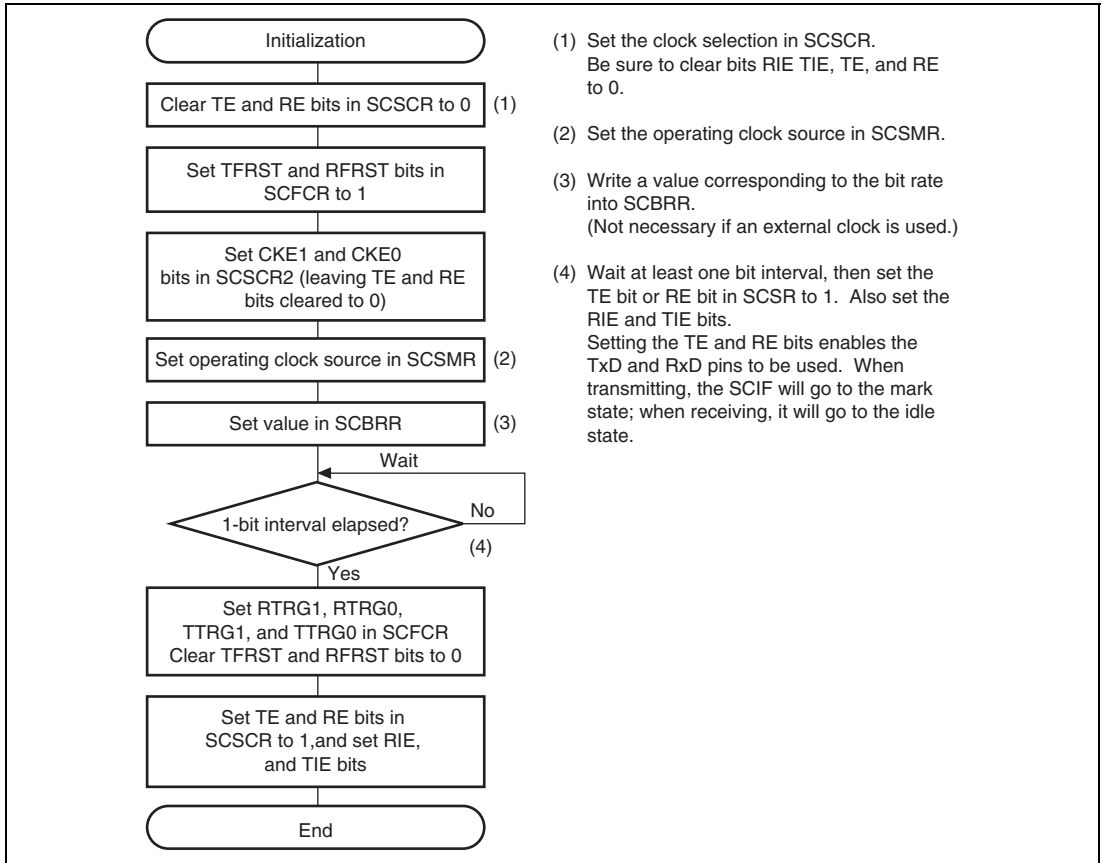 Initialization
Clear TE and RE bits in SCSCR to 0
(1)
Set TFRST and RFRST bits in
SCFCR to 1
Set CKE1 and CKE0
bits in SCSCR2 (leaving TE and RE
bits cleared to 0)
Set operating clock source in SCSMR
(2)
Set value in SCBRR
(3)
Wait
1-bit interval elapsed?
No
(4)
Yes
Set RTRG1, RTRG0,
TTRG1, and TTRG0 in SCFCR
Clear TFRST and RFRST bits to 0
Set TE and RE bits in
SCSCR to 1,and set RIE,
and TIE bits
End
(1) Set the clock selection in SCSCR.
Be sure to clear bits RIE TIE, TE, and RE
to 0.
(2) Set the operating clock source in SCSMR.
(3) Write a value corresponding to the bit rate
into SCBRR.
(Not necessary if an external clock is used.)
(4) Wait at least one bit interval, then set the
TE bit or RE bit in SCSR to 1. Also set the
RIE and TIE bits.
Setting the TE and RE bits enables the
TxD and RxD pins to be used. When
transmitting, the SCIF will go to the mark
state; when receiving, it will go to the idle
state.